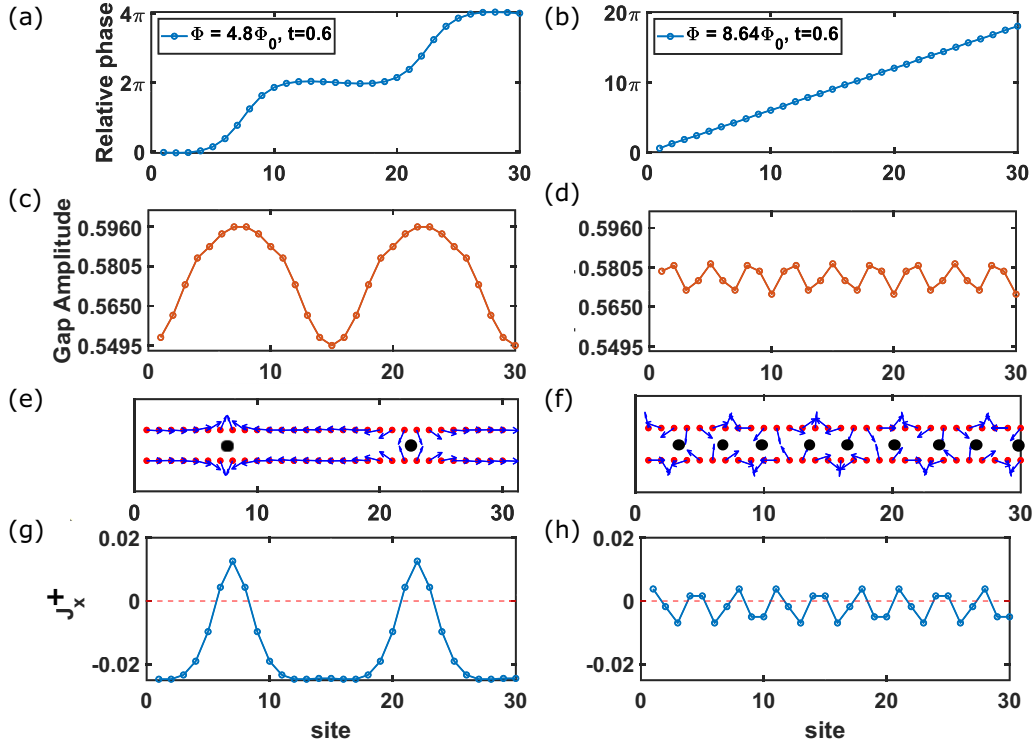 (a)
Relative phase
4π
2π
0
Φ = 4.8Φ0, t=0.6
0 10 20 30
(b)
20π
10π
0
Φ = 8.64Φ0, t=0.6
0 10 20 30
(c)
Gap Amplitude
0.5960
0.5805
0.5650
0.5495
0 10 20 30
(d)
0.5960
0.5805
0.5650
0.5495
0 10 20 30
(e)
0 10 20 30
(f)
0 10 20 30
(g)
J_x^+
0.02
0
-0.02
0 10 20 30
site
(h)
0.02
0
-0.02
0 10 20 30
site